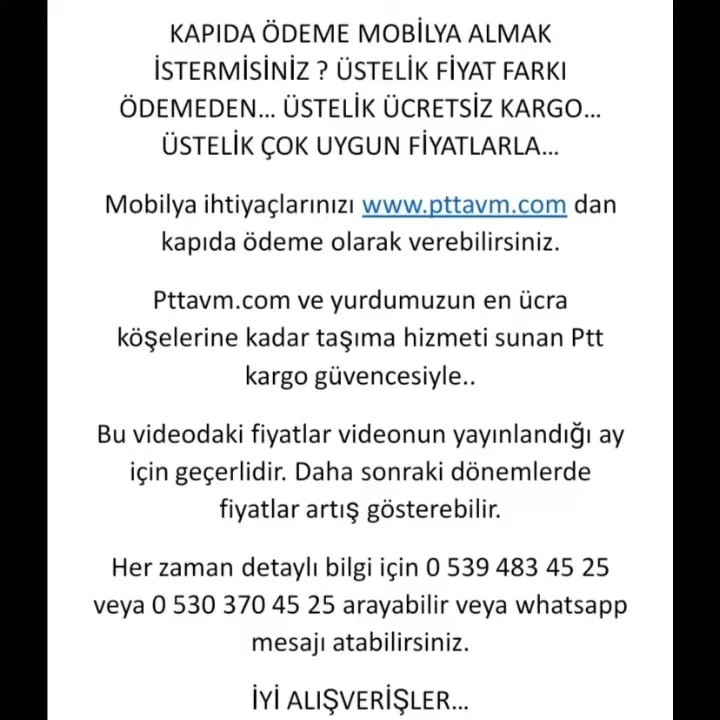 KAPIDA ÖDEME MOBİLYA ALMAK
İSTERMİSİNİZ ? ÜSTELİK FİYAT FARKI
ÖDEMEDEN... ÜSTELİK ÜCRETSİZ KARGO...
ÜSTELİK ÇOK UYGUN FİYATLARLA...
Mobilya ihtiyaçlarınızı www.pttavm.com dan
kapıda ödeme olarak verebilirsiniz.
Pttavm.com ve yurdumuzun en ücra
köşelerine kadar taşıma hizmeti sunan Ptt
kargo güvencesiyle..
Bu videodaki fiyatlar videonun yayınlandığı ay
için geçerlidir. Daha sonraki dönemlerde
fiyatlar artış gösterebilir.
Her zaman detaylı bilgi için 0 539 483 45 25
veya 0 530 370 45 25 arayabilir veya whatsapp
mesajı atabilirsiniz.
İYİ ALIŞVERİŞLER...